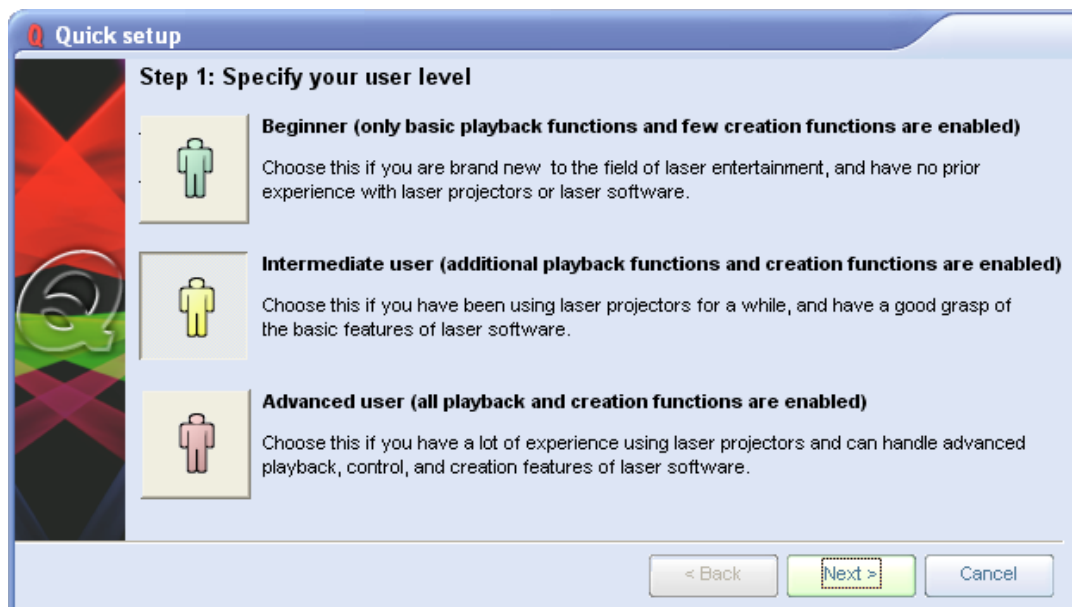 Quick setup
Step 1: Specify your user level
Beginner (only basic playback functions and few creation functions are enabled)
Choose this if you are brand new to the field of laser entertainment, and have no prior
experience with laser projectors or laser software.
Intermediate user (additional playback functions and creation functions are enabled)
Choose this if you have been using laser projectors for a while, and have a good grasp of
the basic features of laser software.
Advanced user (all playback and creation functions are enabled)
Choose this if you have a lot of experience using laser projectors and can handle advanced
playback, control, and creation features of laser software.
< Back Next > Cancel